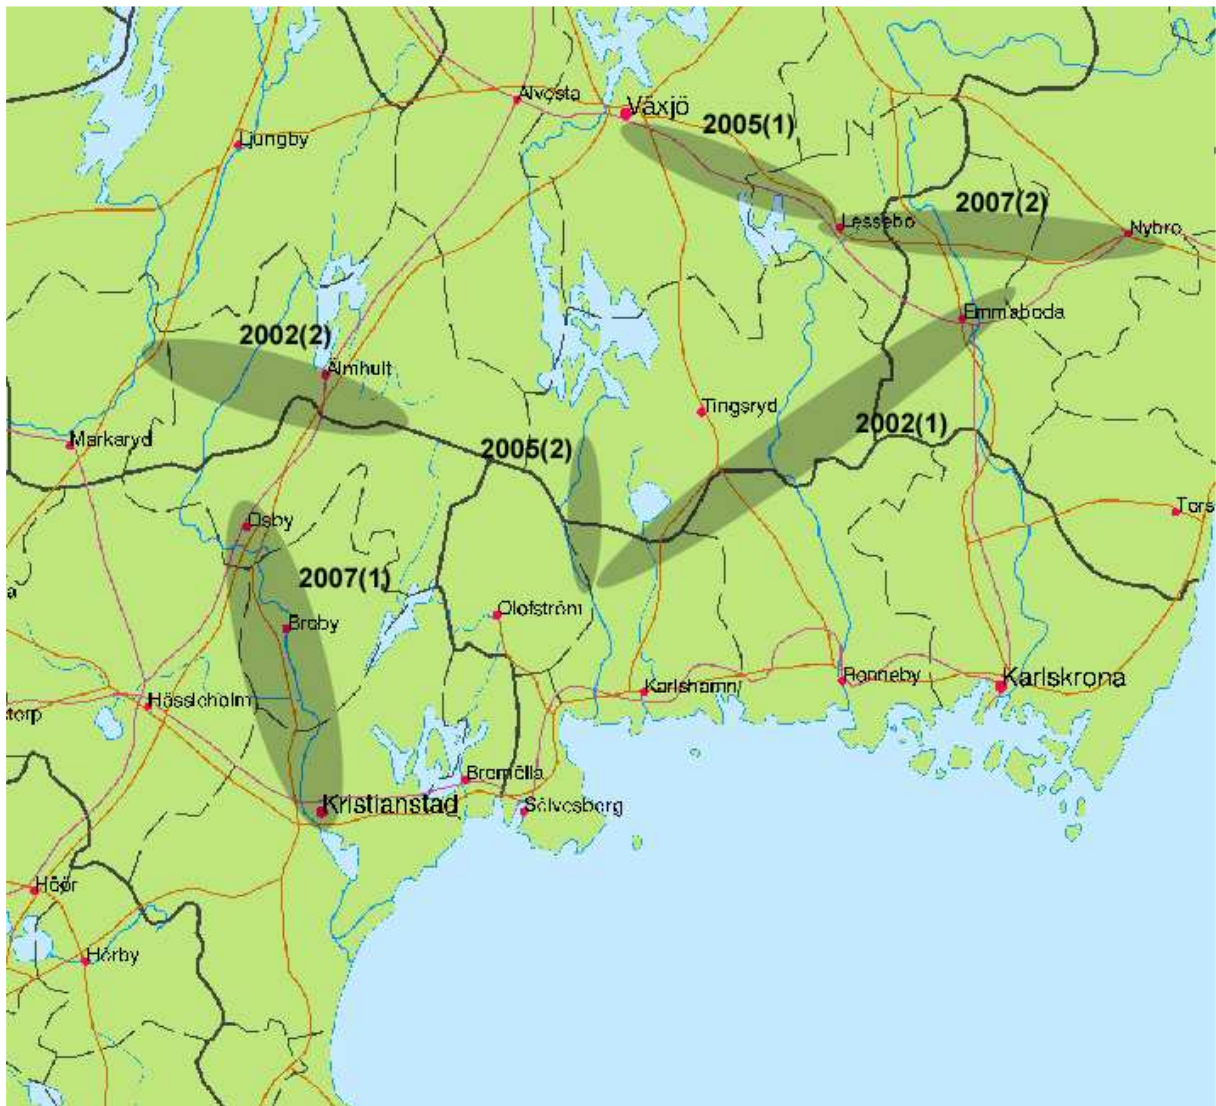 Alvesta
Växjö
2005(1)
Ljungby
2007(2)
Lessebo
Nybro
Emmaboda
2002(2)
Älmhult
Tingsryd
2002(1)
Markaryd
2005(2)
Osby
Tors
2007(1)
a
Olofström
Broby
Karlshamn
Ronneby
Karlskrona
Hässleholm
torp
Bromölla
Kristianstad
Sölvesborg
Höör
Hörby